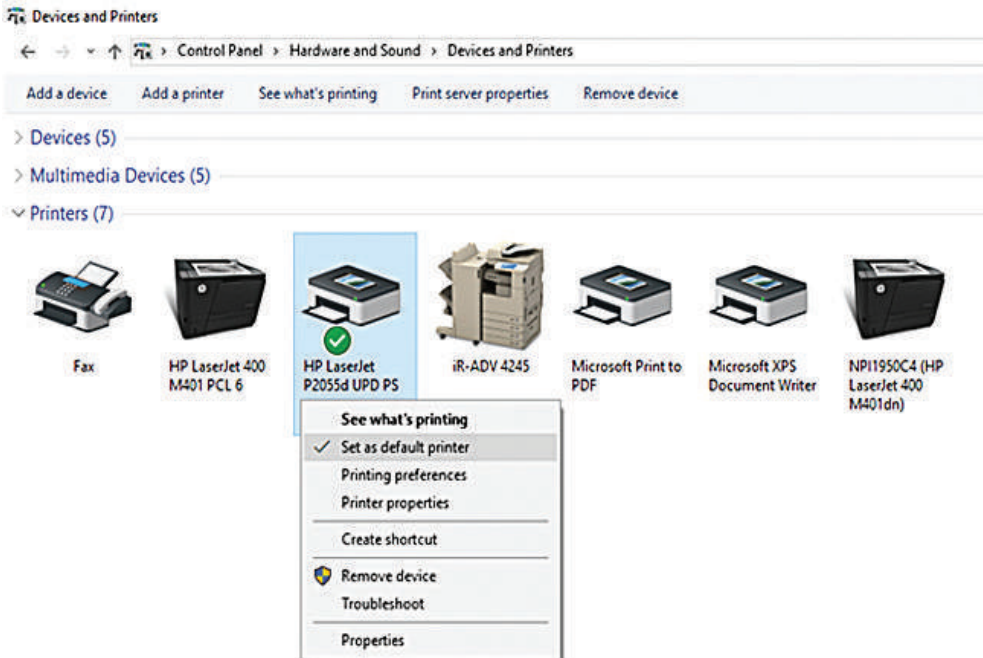 Devices and Printers
Control Panel > Hardware and Sound > Devices and Printers
Add a device Add a printer See what's printing Print server properties Remove device
Devices (5)
Multimedia Devices (5)
Printers (7)
Fax
HP LaserJet 400
M401 PCL 6
HP LaserJet
P2055d UPD PS
iR-ADV 4245
Microsoft Print to
PDF
Microsoft XPS
Document Writer
NPI1950C4 (HP
LaserJet 400
M401dn)
See what's printing
Set as default printer
Printing preferences
Printer properties
Create shortcut
Remove device
Troubleshoot
Properties